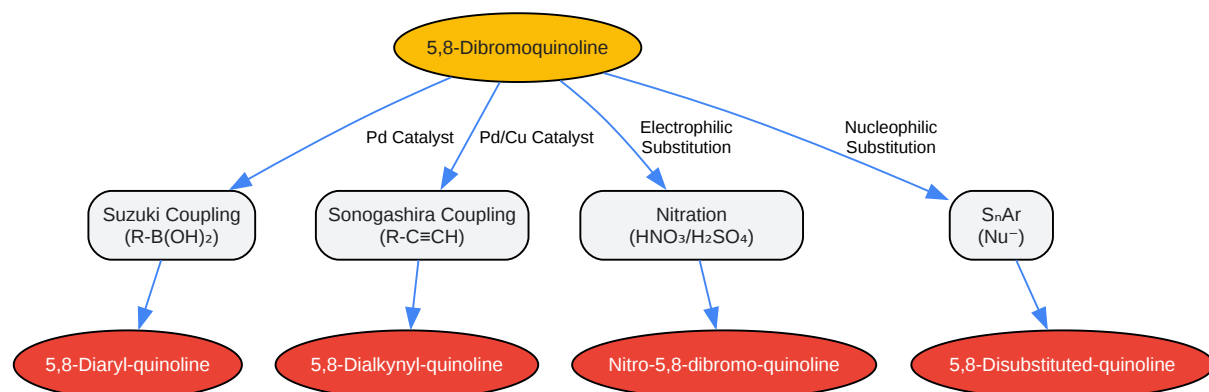 5,8-Dibromoquinoline
Pd Catalyst
Pd/Cu Catalyst
Electrophilic
Substitution
Nucleophilic
Substitution
Suzuki Coupling
(R-B(OH)₂)
Sonogashira Coupling
(R-C≡CH)
Nitration
(HNO₃/H₂SO₄)
SₙAr
(Nu⁻)
5,8-Diaryl-quinoline
5,8-Dialkynyl-quinoline
Nitro-5,8-dibromo-quinoline
5,8-Disubstituted-quinoline